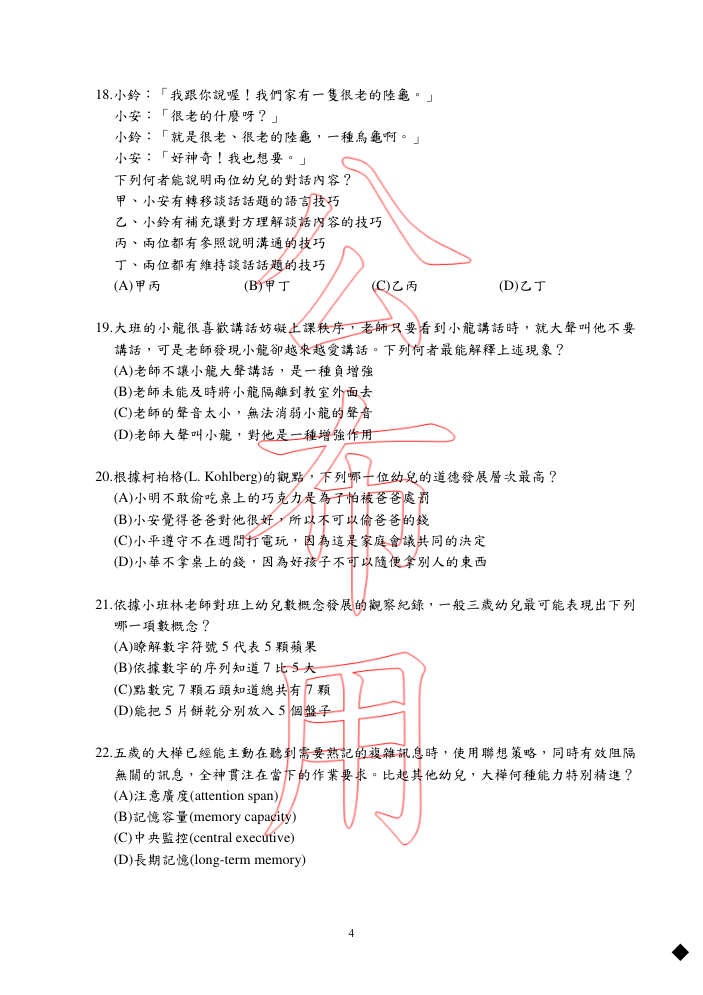 18.小鈴：「我跟你說喔！我們家有一隻很老的陸龜。」
小安：「很老的什麼呀？」
小鈴：「就是很老、很老的陸龜，一種烏龜啊。」
小安：「好神奇！我也想要。」
下列何者能說明兩位幼兒的對話內容？
甲、小安有轉移談話話題的語言技巧
乙、小鈴有補充讓對方理解談話內容的技巧
丙、兩位都有參照說明溝通的技巧
丁、兩位都有維持談話話題的技巧
(A)甲丙 (B)甲丁 (C)乙丙 (D)乙丁
19.大班的小龍很喜歡講話妨礙上課秩序，老師只要看到小龍講話時，就大聲叫他不要
講話，可是老師發現小龍卻越來越愛講話。下列何者最能解釋上述現象？
(A)老師不讓小龍大聲講話，是一種負增強
(B)老師未能及時將小龍隔離到教室外面去
(C)老師的聲音太小，無法消弱小龍的聲音
(D)老師大聲叫小龍，對他是一種增強作用
20.根據柯柏格(L. Kohlberg)的觀點，下列哪一位幼兒的道德發展層次最高？
(A)小明不敢偷吃桌上的巧克力是為了怕被爸爸處罰
(B)小安覺得爸爸對他很好，所以不可以偷爸爸的錢
(C)小平遵守不在週間打電玩，因為這是家庭會議共同的決定
(D)小華不拿桌上的錢，因為好孩子不可以隨便拿別人的東西
21.依據小班林老師對班上幼兒數概念發展的觀察紀錄，一般三歲幼兒最可能表現出下列
哪一項數概念？
(A)瞭解數字符號 5 代表 5 顆蘋果
(B)依據數字的序列知道 7 比 5 大
(C)點數完 7 顆石頭知道總共有 7 顆
(D)能把 5 片餅乾分別放入 5 個盤子
22.五歲的大樺已經能主動在聽到需要熟記的複雜訊息時，使用聯想策略，同時有效阻隔
無關的訊息，全神貫注在當下的作業要求。比起其他幼兒，大樺何種能力特別精進？
(A)注意廣度(attention span)
(B)記憶容量(memory capacity)
(C)中央監控(central executive)
(D)長期記憶(long-term memory)
公布用
4